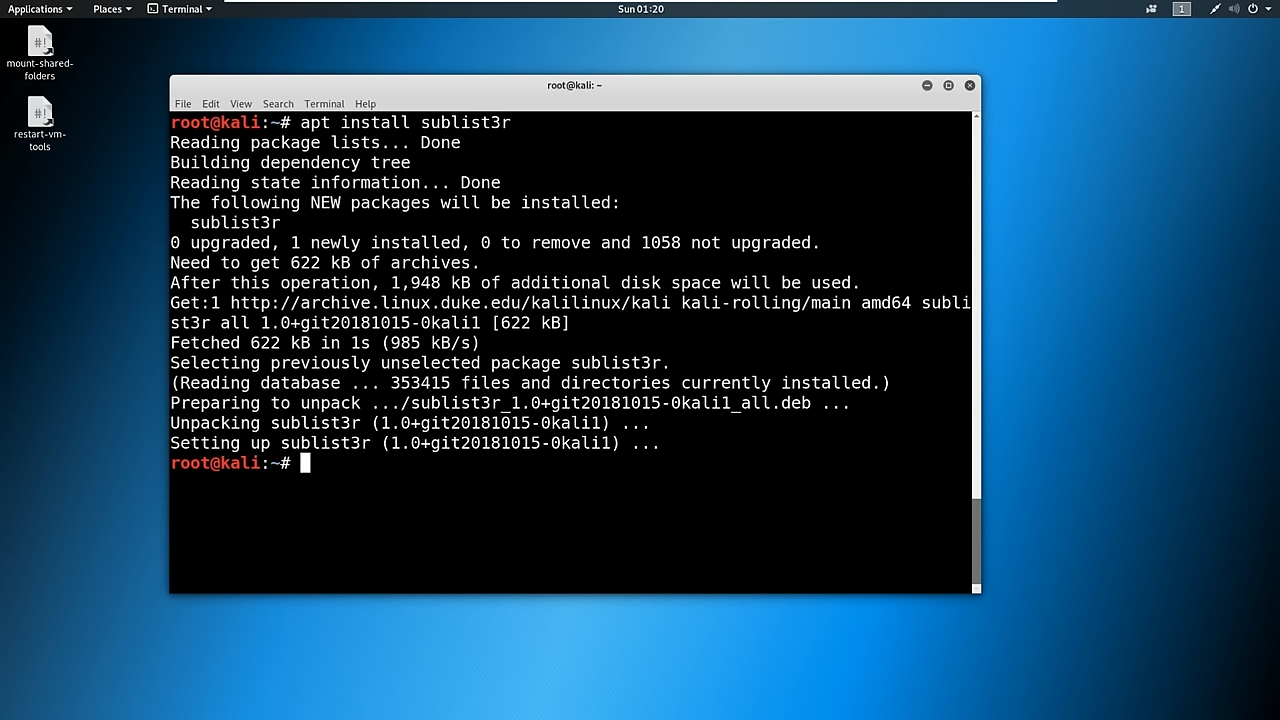 Applications Places Terminal Sun 01:20 1
#!
mount-shared-
folders
#!
restart-vm-
tools
root@kali: ~
File Edit View Search Terminal Help
root@kali:~# apt install sublist3r
Reading package lists... Done
Building dependency tree
Reading state information... Done
The following NEW packages will be installed:
sublist3r
0 upgraded, 1 newly installed, 0 to remove and 1058 not upgraded.
Need to get 622 kB of archives.
After this operation, 1,948 kB of additional disk space will be used.
Get:1 http://archive.linux.duke.edu/kalilinux/kali kali-rolling/main amd64 subli
st3r all 1.0+git20181015-0kali1 [622 kB]
Fetched 622 kB in 1s (985 kB/s)
Selecting previously unselected package sublist3r.
(Reading database ... 353415 files and directories currently installed.)
Preparing to unpack .../sublist3r_1.0+git20181015-0kali1_all.deb ...
Unpacking sublist3r (1.0+git20181015-0kali1) ...
Setting up sublist3r (1.0+git20181015-0kali1) ...
root@kali:~#